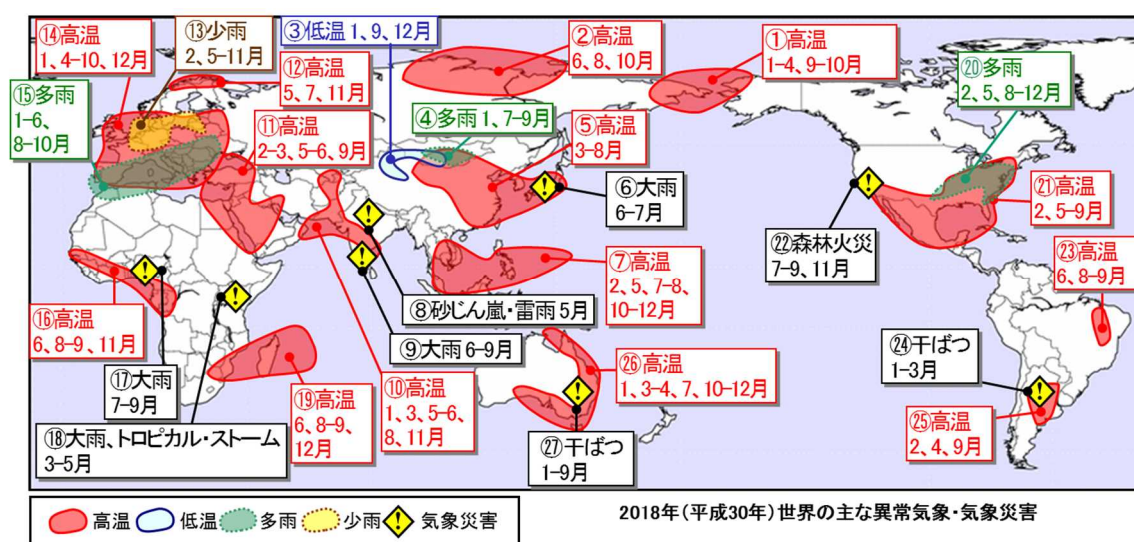 ⑭高温
1、4-10、12月
⑬少雨
2、5-11月
③低温 1、9、12月
②高温
6、8、10月
①高温
1-4、9-10月
⑳多雨
2、5、8-12月
⑮多雨
1-6、
8-10月
⑫高温
5、7、11月
⑪高温
2-3、5-6、9月
④多雨 1、7-9月
⑤高温
3-8月
⑥大雨
6-7月
㉑高温
2、5-9月
㉒森林火災
7-9、11月
㉓高温
6、8-9月
⑦高温
2、5、7-8、
10-12月
⑧砂じん嵐・雷雨 5月
⑨大雨 6-9月
⑯高温
6、8-9、11月
⑰大雨
7-9月
⑱大雨、トロピカル・ストーム
3-5月
⑲高温
6、8-9、
12月
⑩高温
1、3、5-6、
8、11月
㉖高温
1、3-4、7、10-12月
㉗干ばつ
1-9月
㉔干ばつ
1-3月
㉕高温
2、4、9月
高温 低温 多雨 少雨 気象災害
2018年(平成30年)世界の主な異常気象・気象災害